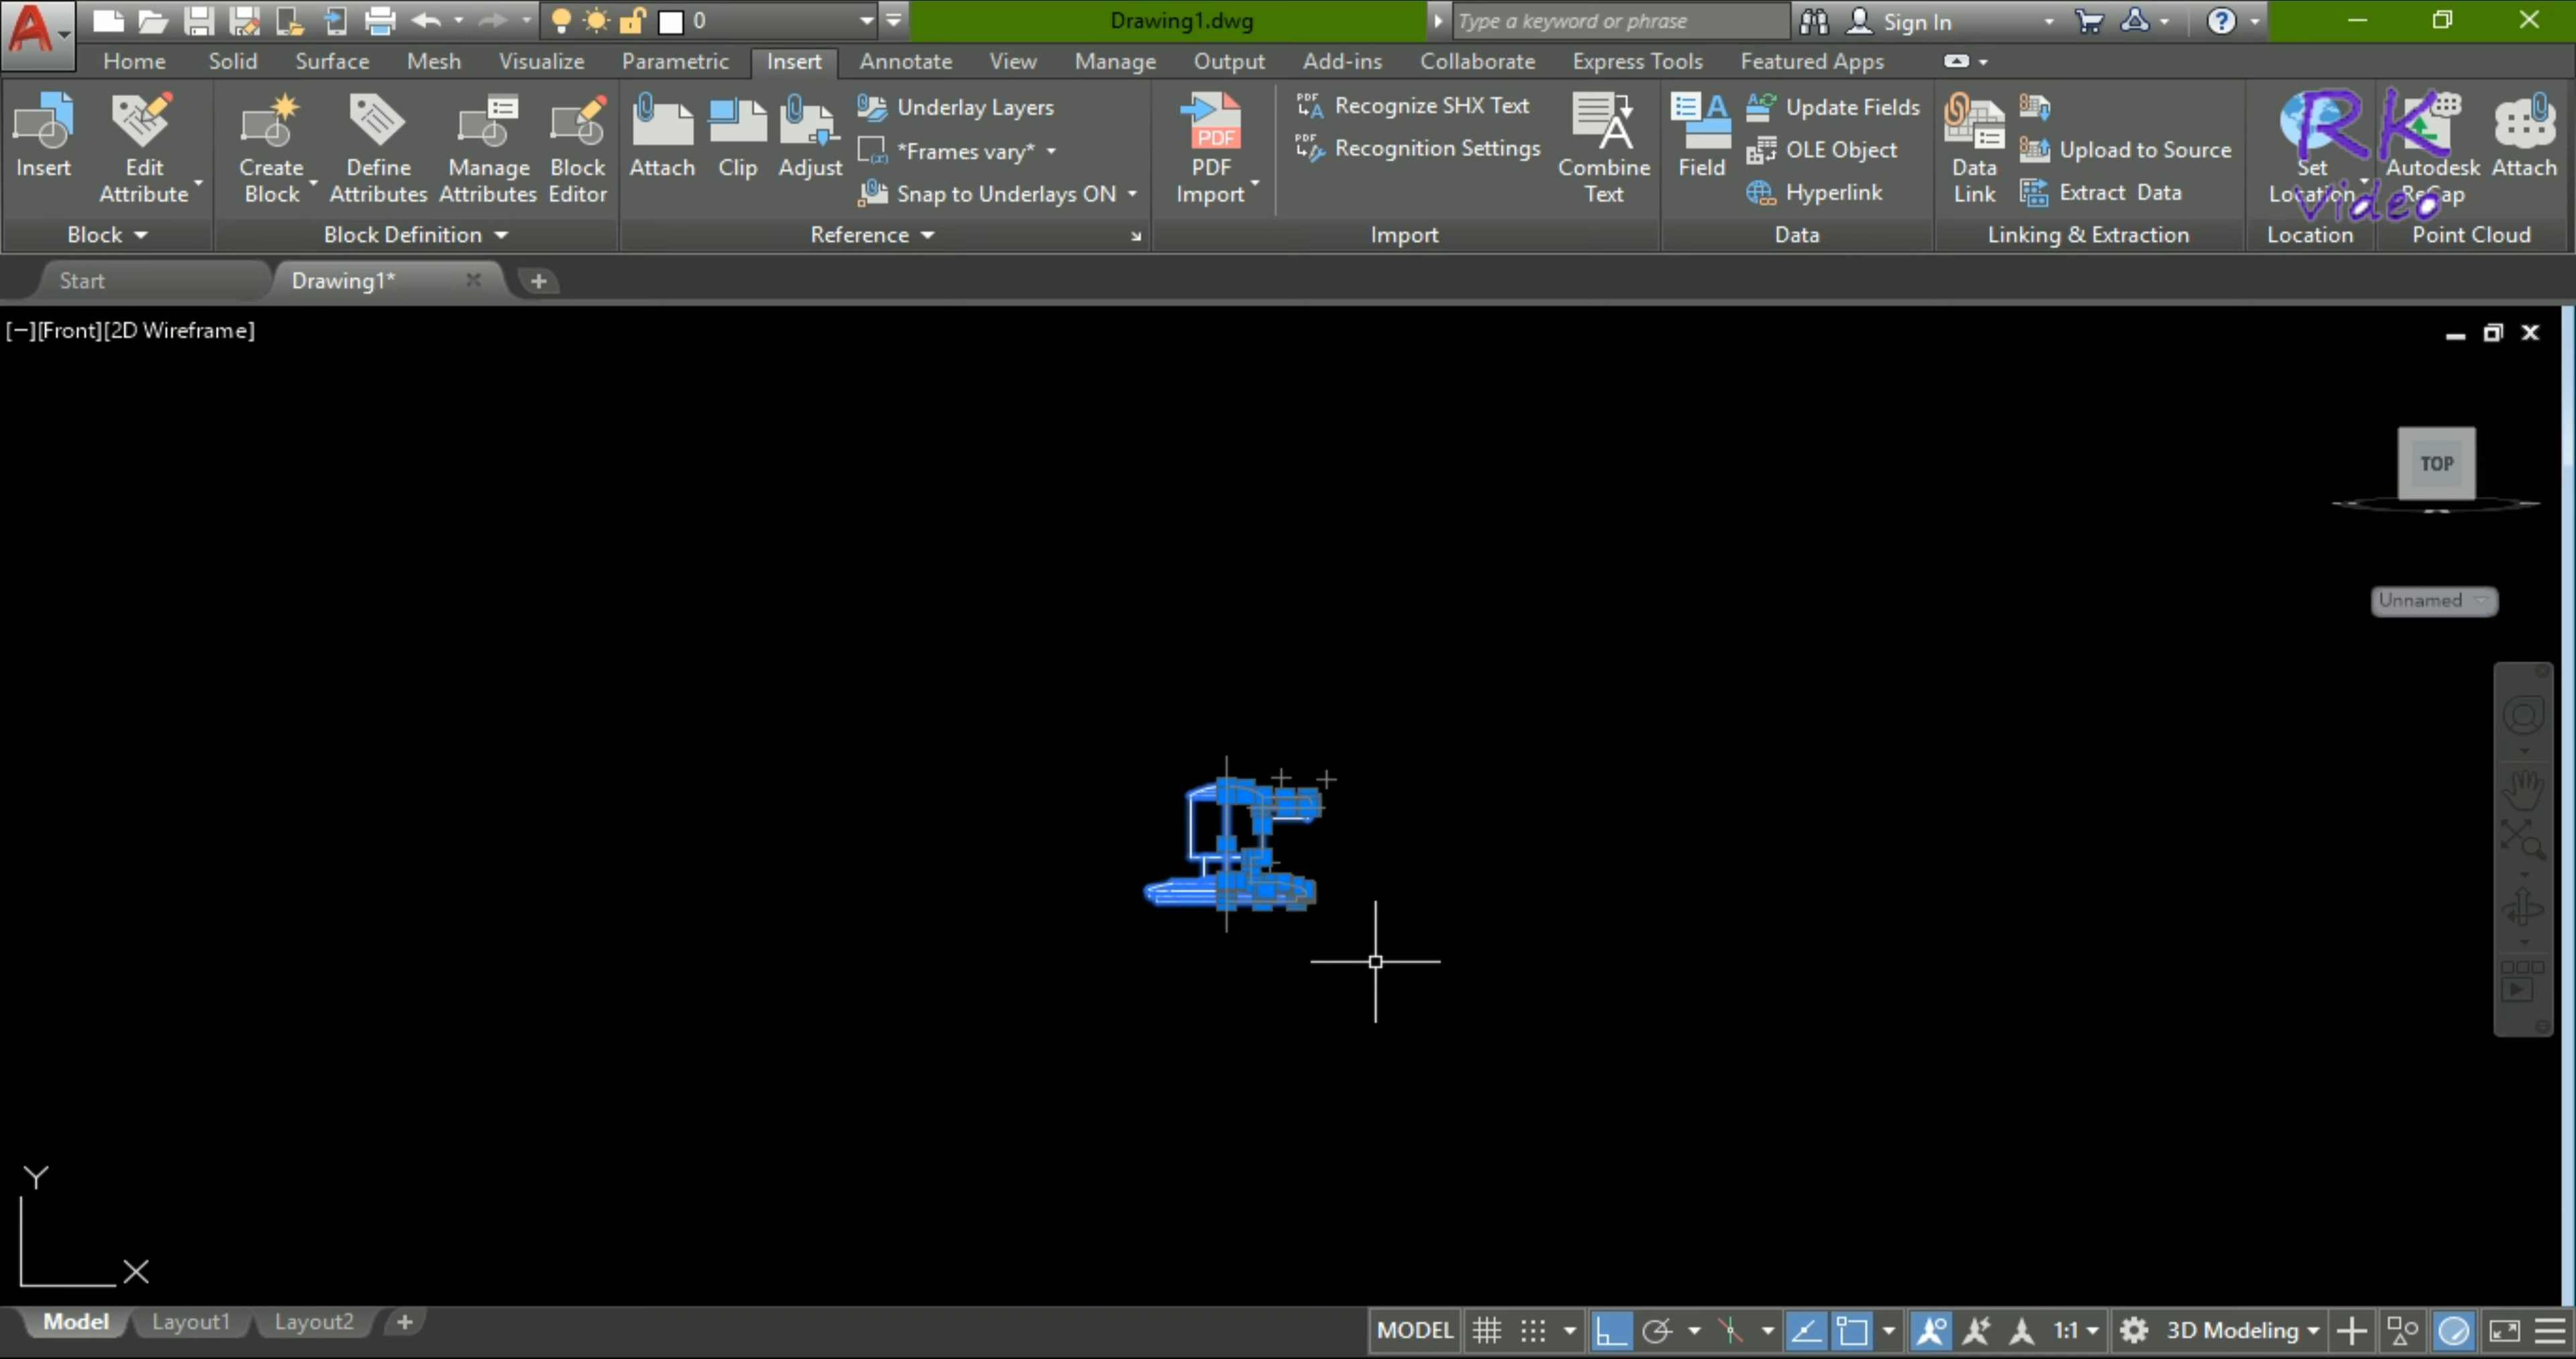 0
Drawing1.dwg
Type a keyword or phrase
Sign In
Home Solid Surface Mesh Visualize Parametric Insert Annotate View Manage Output Add-ins Collaborate Express Tools Featured Apps
Insert
Edit
Attribute
Block
Create
Block
Define
Attributes
Manage
Attributes
Block
Editor
Block Definition
Attach
Clip
Adjust
Underlay Layers
*Frames vary*
Snap to Underlays ON
Reference
PDF
PDF
Import
PDF
A
Recognize SHX Text
PDF
Recognition Settings
A
Combine
Text
Import
A
Field
Update Fields
OLE Object
Hyperlink
Data
Data
Link
Upload to Source
Extract Data
Linking & Extraction
Set
Location
Location
Autodesk
ReCap
Attach
Point Cloud
RK
video
Start
Drawing1*
[−][Front][2D Wireframe]
TOP
Unnamed
Y
X
Model Layout1 Layout2
MODEL
1:1
3D Modeling